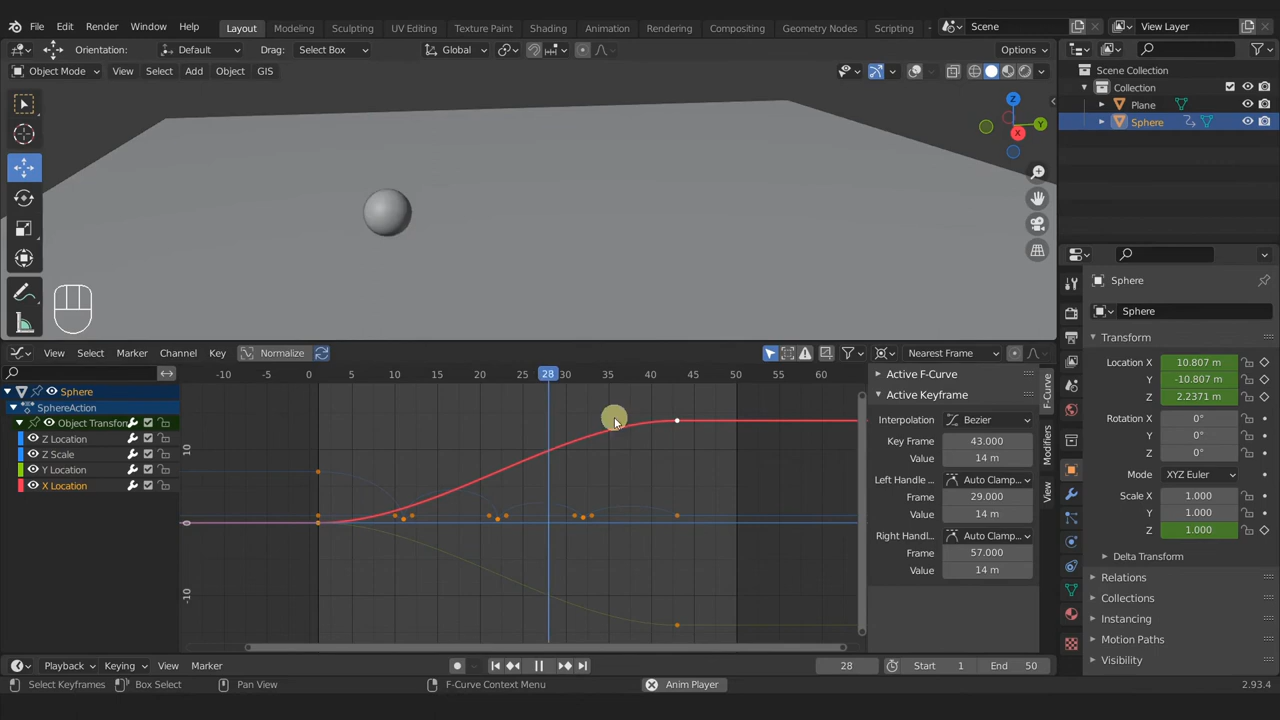 File Edit Render Window Help Layout Modeling Sculpting UV Editing Texture Paint Shading Animation Rendering Compositing Geometry Nodes Scripting Scene View Layer
Orientation: Default Drag: Select Box Global Options
Object Mode View Select Add Object GIS
Scene Collection
Collection
Plane
Sphere
Z
Y
X
Sphere
Sphere
Transform
Location X 10.807 m
Y -10.807 m
Z 2.2371 m
Rotation X 0°
Y 0°
Z 0°
Mode XYZ Euler
Scale X 1.000
Y 1.000
Z 1.000
Delta Transform
Relations
Collections
Instancing
Motion Paths
Visibility
View Select Marker Channel Key Normalize Nearest Frame
-10 -5 0 5 10 15 20 25 28 30 35 40 45 50 55 60
Sphere
SphereAction
Object Transfon
Z Location
Z Scale
Y Location
X Location
10
0
-10
Active F-Curve
Active Keyframe
Interpolation Bezier
Key Frame 43.000
Value 14 m
Left Handle Auto Clamp...
Frame 29.000
Value 14 m
Right Handle Auto Clamp...
Frame 57.000
Value 14 m
F-Curve
Modifiers
View
Playback Keying View Marker 28 Start 1 End 50
Select Keyframes Box Select Pan View F-Curve Context Menu Anim Player 2.93.4